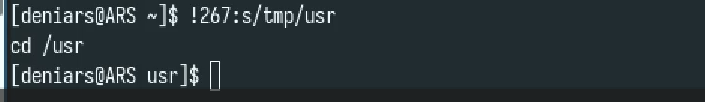 [deniars@ARS ~]$ !267:s/tmp/usr
cd /usr
[deniars@ARS usr]$